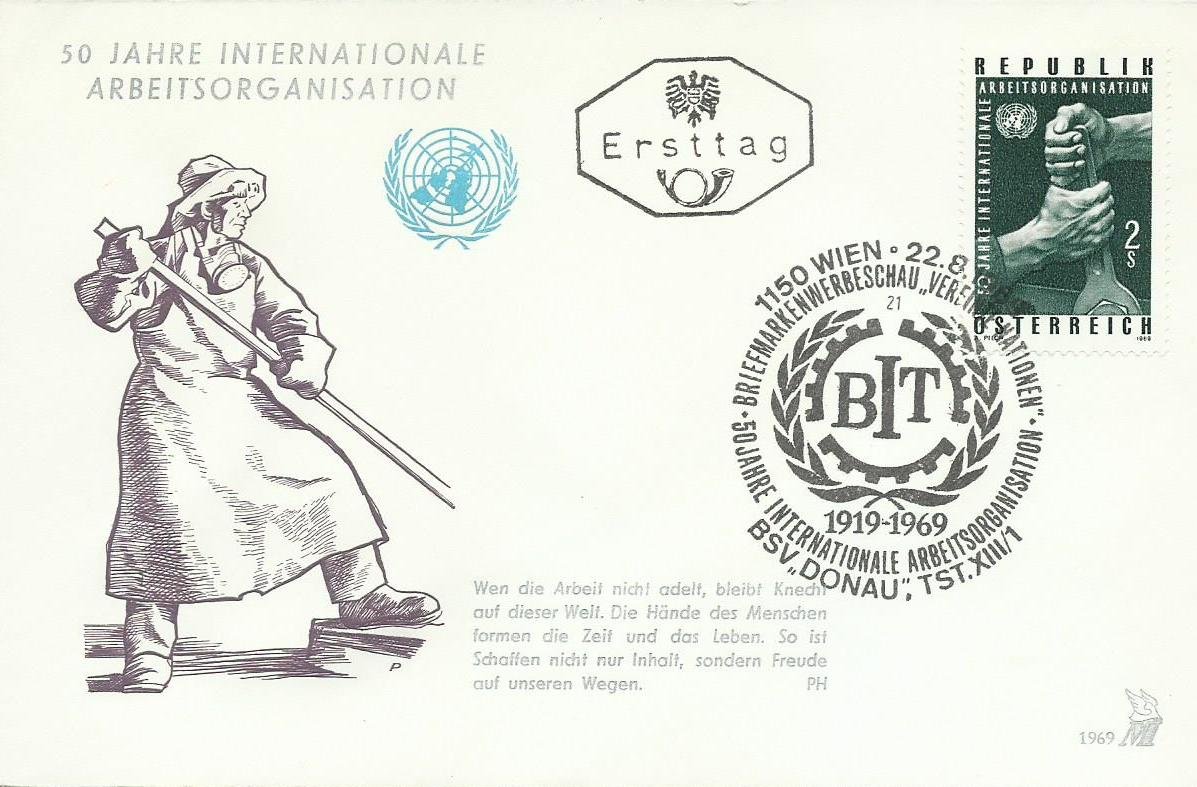 50 JAHRE INTERNATIONALE
ARBEITSORGANISATION
Ersttag
REPUBLIK
ARBEITSORGANISATION
50 JAHRE INTERNATIONALE
2
S
ÖSTERREICH
A. PILCH
1969
1150 WIEN • 22.8.
BRIEFMARKENWERBESCHAU „VEREINTE NATIONEN"
21
BIT
1919-1969
• 50 JAHRE INTERNATIONALE ARBEITSORGANISATION •
BSV „DONAU", TST. XIII/1
Wen die Arbeit nicht adelt, bleibt Knecht
auf dieser Welt. Die Hände des Menschen
formen die Zeit und das Leben. So ist
Schaffen nicht nur Inhalt, sondern Freude
auf unseren Wegen. PH
P
1969